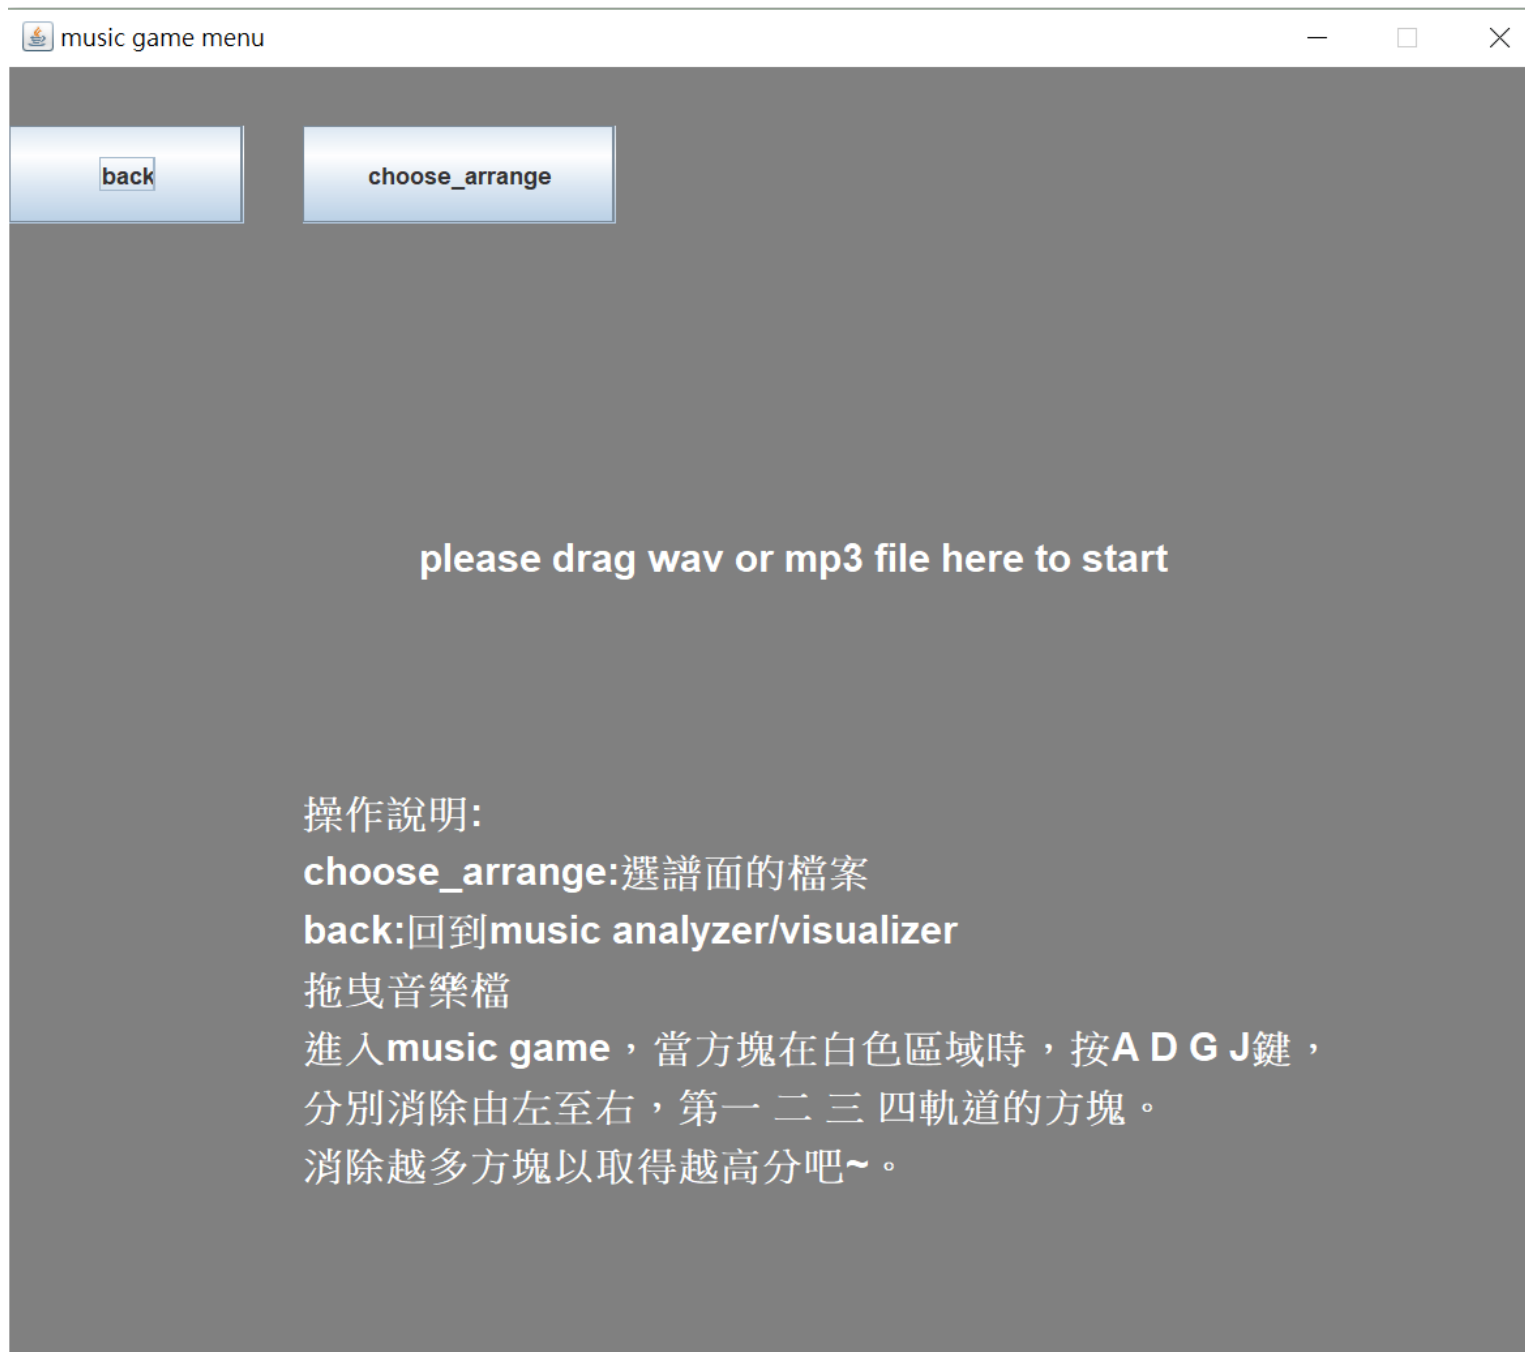 music game menu
back
choose_arrange
please drag wav or mp3 file here to start
操作說明:
choose_arrange:選譜面的檔案
back:回到music analyzer/visualizer
拖曳音樂檔
進入music game，當方塊在白色區域時，按A D G J鍵，
分別消除由左至右，第一 二 三 四軌道的方塊。
消除越多方塊以取得越高分吧~。